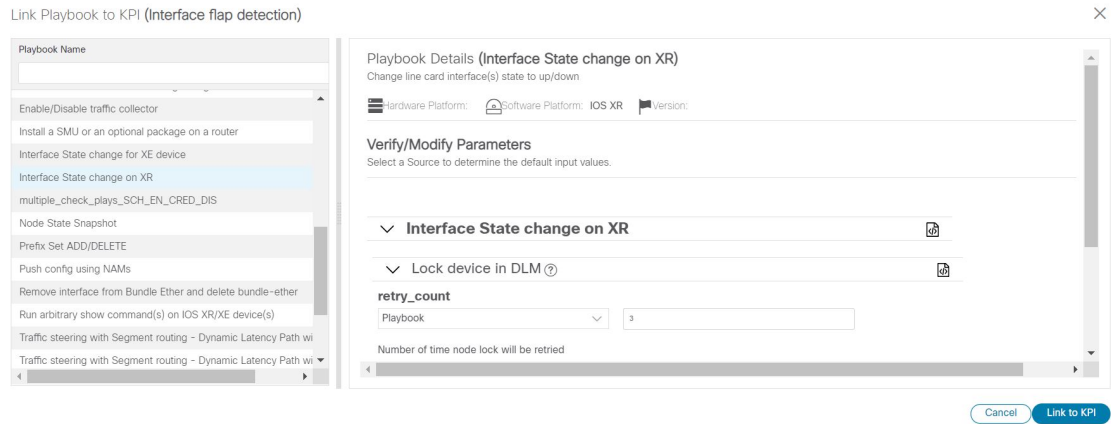 Link Playbook to KPI (Interface flap detection)
Playbook Name
Enable/Disable traffic collector
Install a SMU or an optional package on a router
Interface State change for XE device
Interface State change on XR
multiple_check_plays_SCH_EN_CRED_DIS
Node State Snapshot
Prefix Set ADD/DELETE
Push config using NAMs
Remove interface from Bundle Ether and delete bundle-ether
Run arbitrary show command(s) on IOS XR/XE device(s)
Traffic steering with Segment routing - Dynamic Latency Path wi
Traffic steering with Segment routing - Dynamic Latency Path wi
Playbook Details (Interface State change on XR)
Change line card interface(s) state to up/down
Hardware Platform: Software Platform: IOS XR Version:
Verify/Modify Parameters
Select a Source to determine the default input values.
Interface State change on XR
Lock device in DLM ?
retry_count
Playbook 3
Number of time node lock will be retried
Cancel Link to KPI